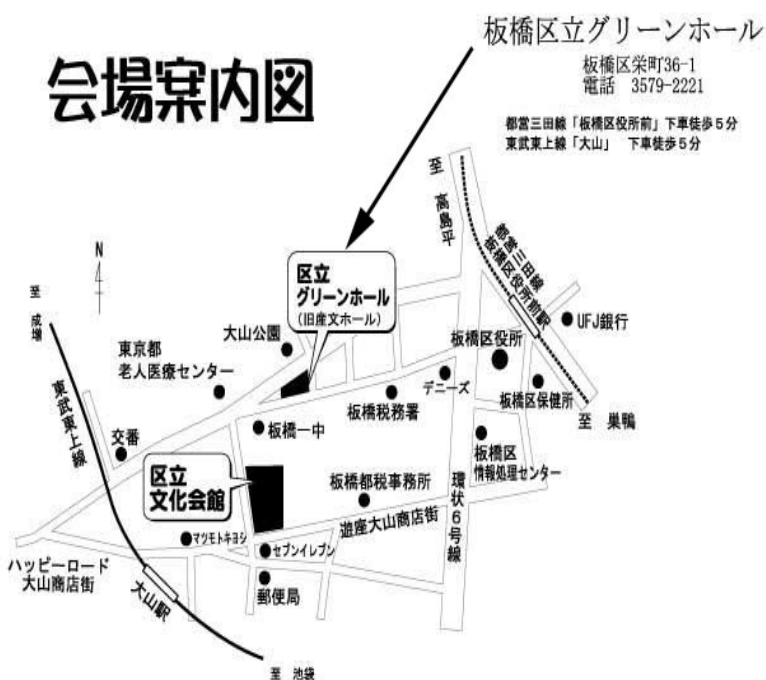 板橋区立グリーンホール
板橋区栄町36-1
電話 3579-2221
会場案内図
都営三田線「板橋区役所前」下車徒歩5分
東武東上線「大山」 下車徒歩5分
至 高島平
都営三田線
板橋区役所前駅
N
区立
グリーンホール
(旧産文ホール)
至 成増
UFJ銀行
大山公園
板橋区役所
東京都
老人医療センター
デニーズ
板橋区保健所
東武東上線
板橋税務署
至 巣鴨
交番
板橋一中
板橋区
情報処理センター
区立
文化会館
板橋都税事務所
環状6号線
遊座大山商店街
マツモトキヨシ
セブンイレブン
ハッピーロード
大山商店街
大山駅
郵便局
至 池袋